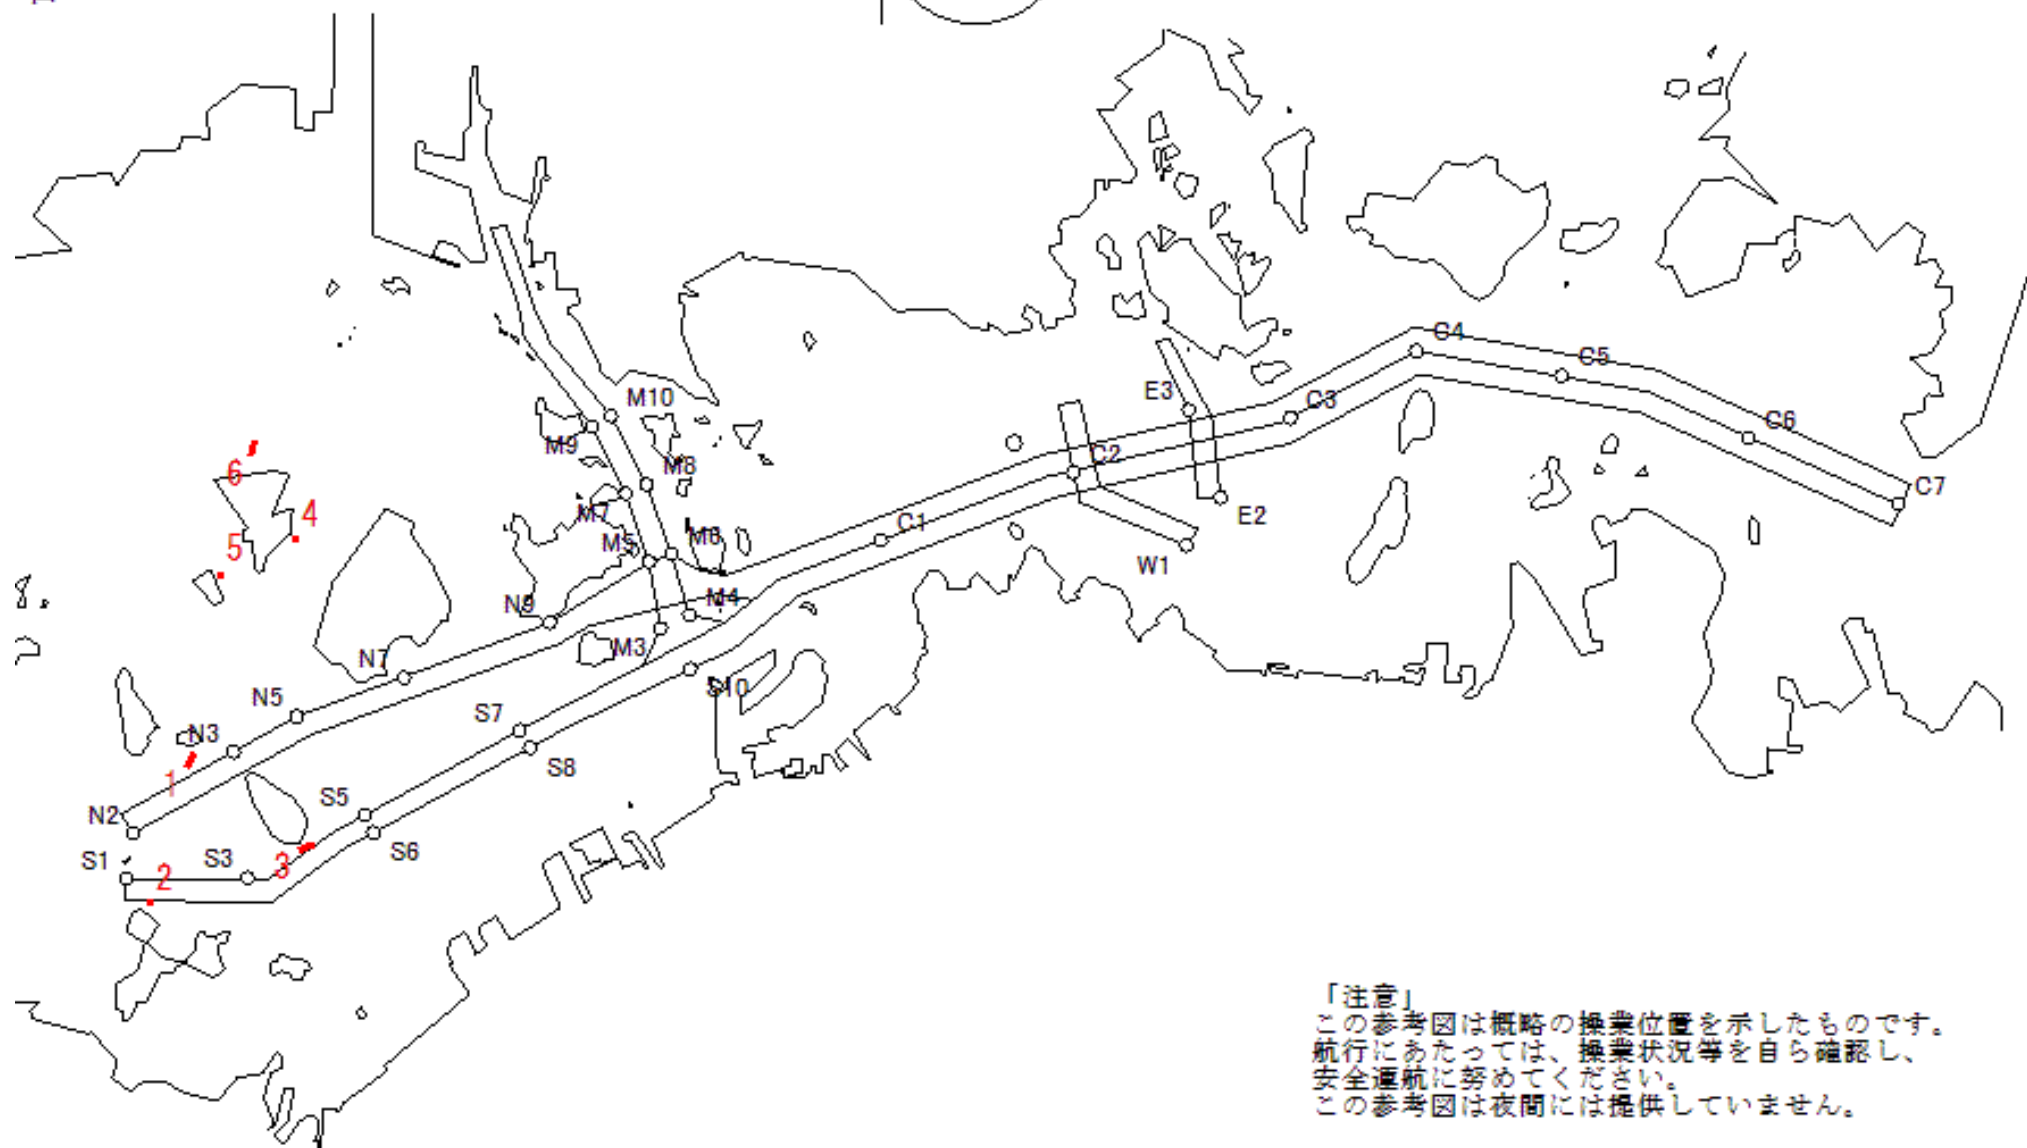 C4
C5
M10
E3
C3
M9
C6
C2
6
M8
C7
4
M7
E2
C1
M6
5
M5
W1
N9
M4
M3
N7
S10
N5
S7
N3
S8
1
S5
N2
S6
S1
S3
3
2
「注意」
この参考図は概略の操業位置を示したものです。
航行にあたっては、操業状況等を自ら確認し、
安全運航に努めてください。
この参考図は夜間には提供していません。